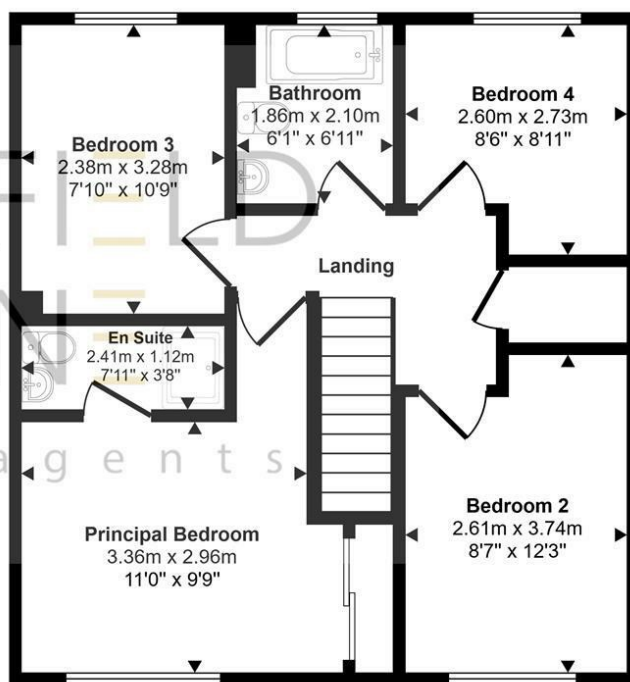 Bedroom 3
2.38m x 3.28m
7'10" x 10'9"
Bathroom
1.86m x 2.10m
6'1" x 6'11"
Bedroom 4
2.60m x 2.73m
8'6" x 8'11"
Landing
En Suite
2.41m x 1.12m
7'11" x 3'8"
Principal Bedroom
3.36m x 2.96m
11'0" x 9'9"
Bedroom 2
2.61m x 3.74m
8'7" x 12'3"
agents